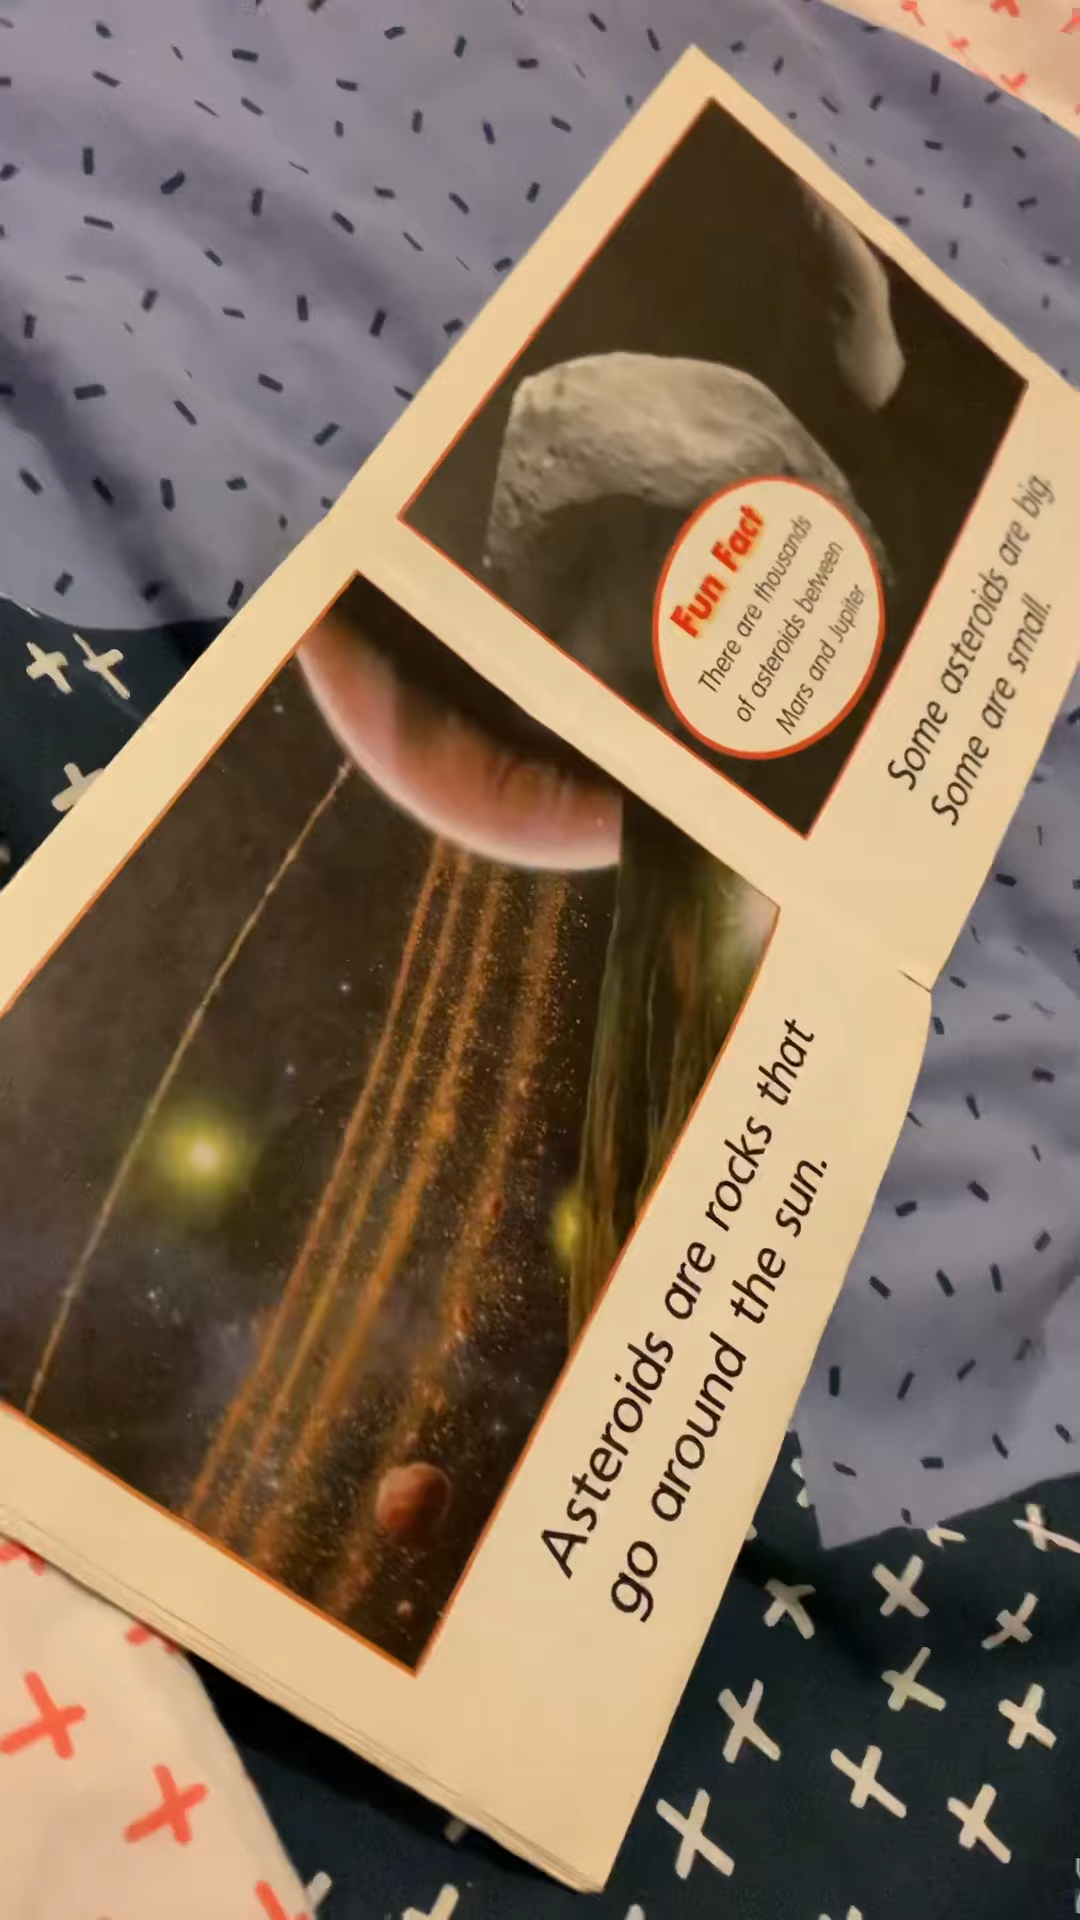 Asteroids are rocks that
go around the sun.
Fun Fact
There are thousands
of asteroids between
Mars and Jupiter
Some asteroids are big.
Some are small.